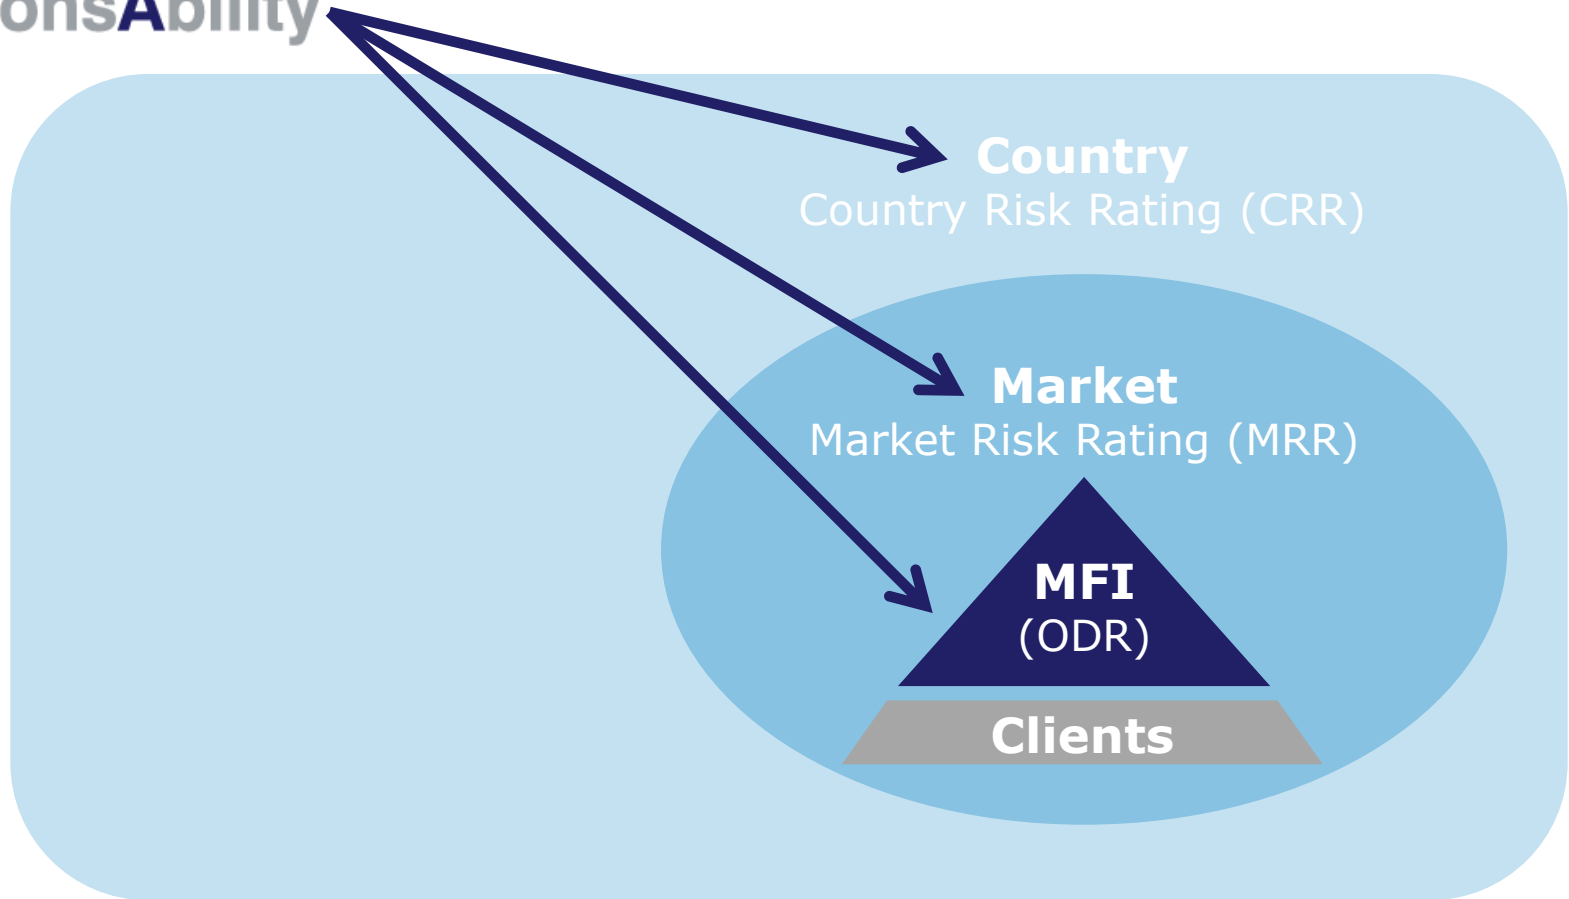 onsAbility
Country
Country Risk Rating (CRR)
Market
Market Risk Rating (MRR)
MFI
(ODR)
Clients